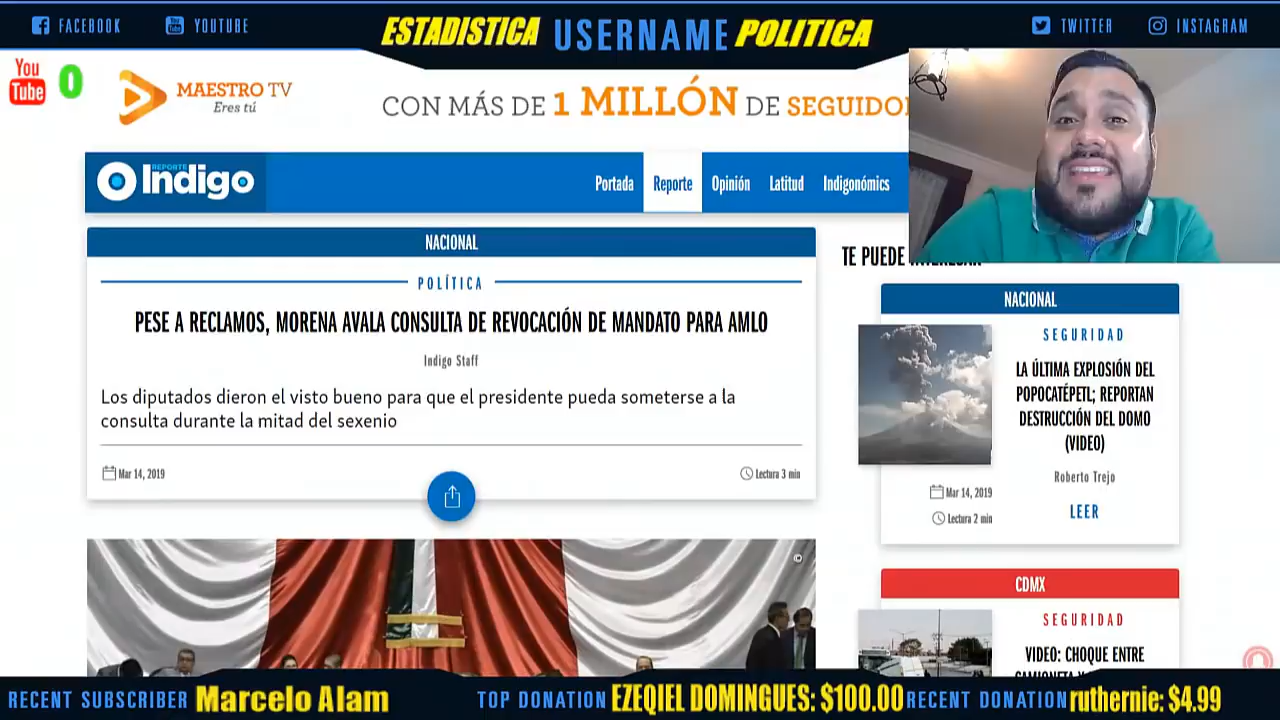 FACEBOOK
YOUTUBE
ESTADISTICA USERNAME POLITICA
TWITTER
INSTAGRAM
You Tube
0
MAESTRO TV
Eres tú
CON MÁS DE 1 MILLÓN DE SEGUIDO
REPORTE
Indigo
Portada
Reporte
Opinión
Latitud
Indigonómics
NACIONAL
POLÍTICA
PESE A RECLAMOS, MORENA AVALA CONSULTA DE REVOCACIÓN DE MANDATO PARA AMLO
Indigo Staff
Los diputados dieron el visto bueno para que el presidente pueda someterse a la
consulta durante la mitad del sexenio
Mar 14, 2019
Lectura 3 min
TE PUEDE INTERESAR
NACIONAL
SEGURIDAD
LA ÚLTIMA EXPLOSIÓN DEL
POPOCATÉPETL; REPORTAN
DESTRUCCIÓN DEL DOMO
(VIDEO)
Roberto Trejo
Mar 14, 2019
Lectura 2 min
LEER
CDMX
SEGURIDAD
VIDEO: CHOQUE ENTRE
RECENT SUBSCRIBER Marcelo Alam
TOP DONATION EZEQIEL DOMINGUES: $100.00
RECENT DONATION ruthernie: $4.99